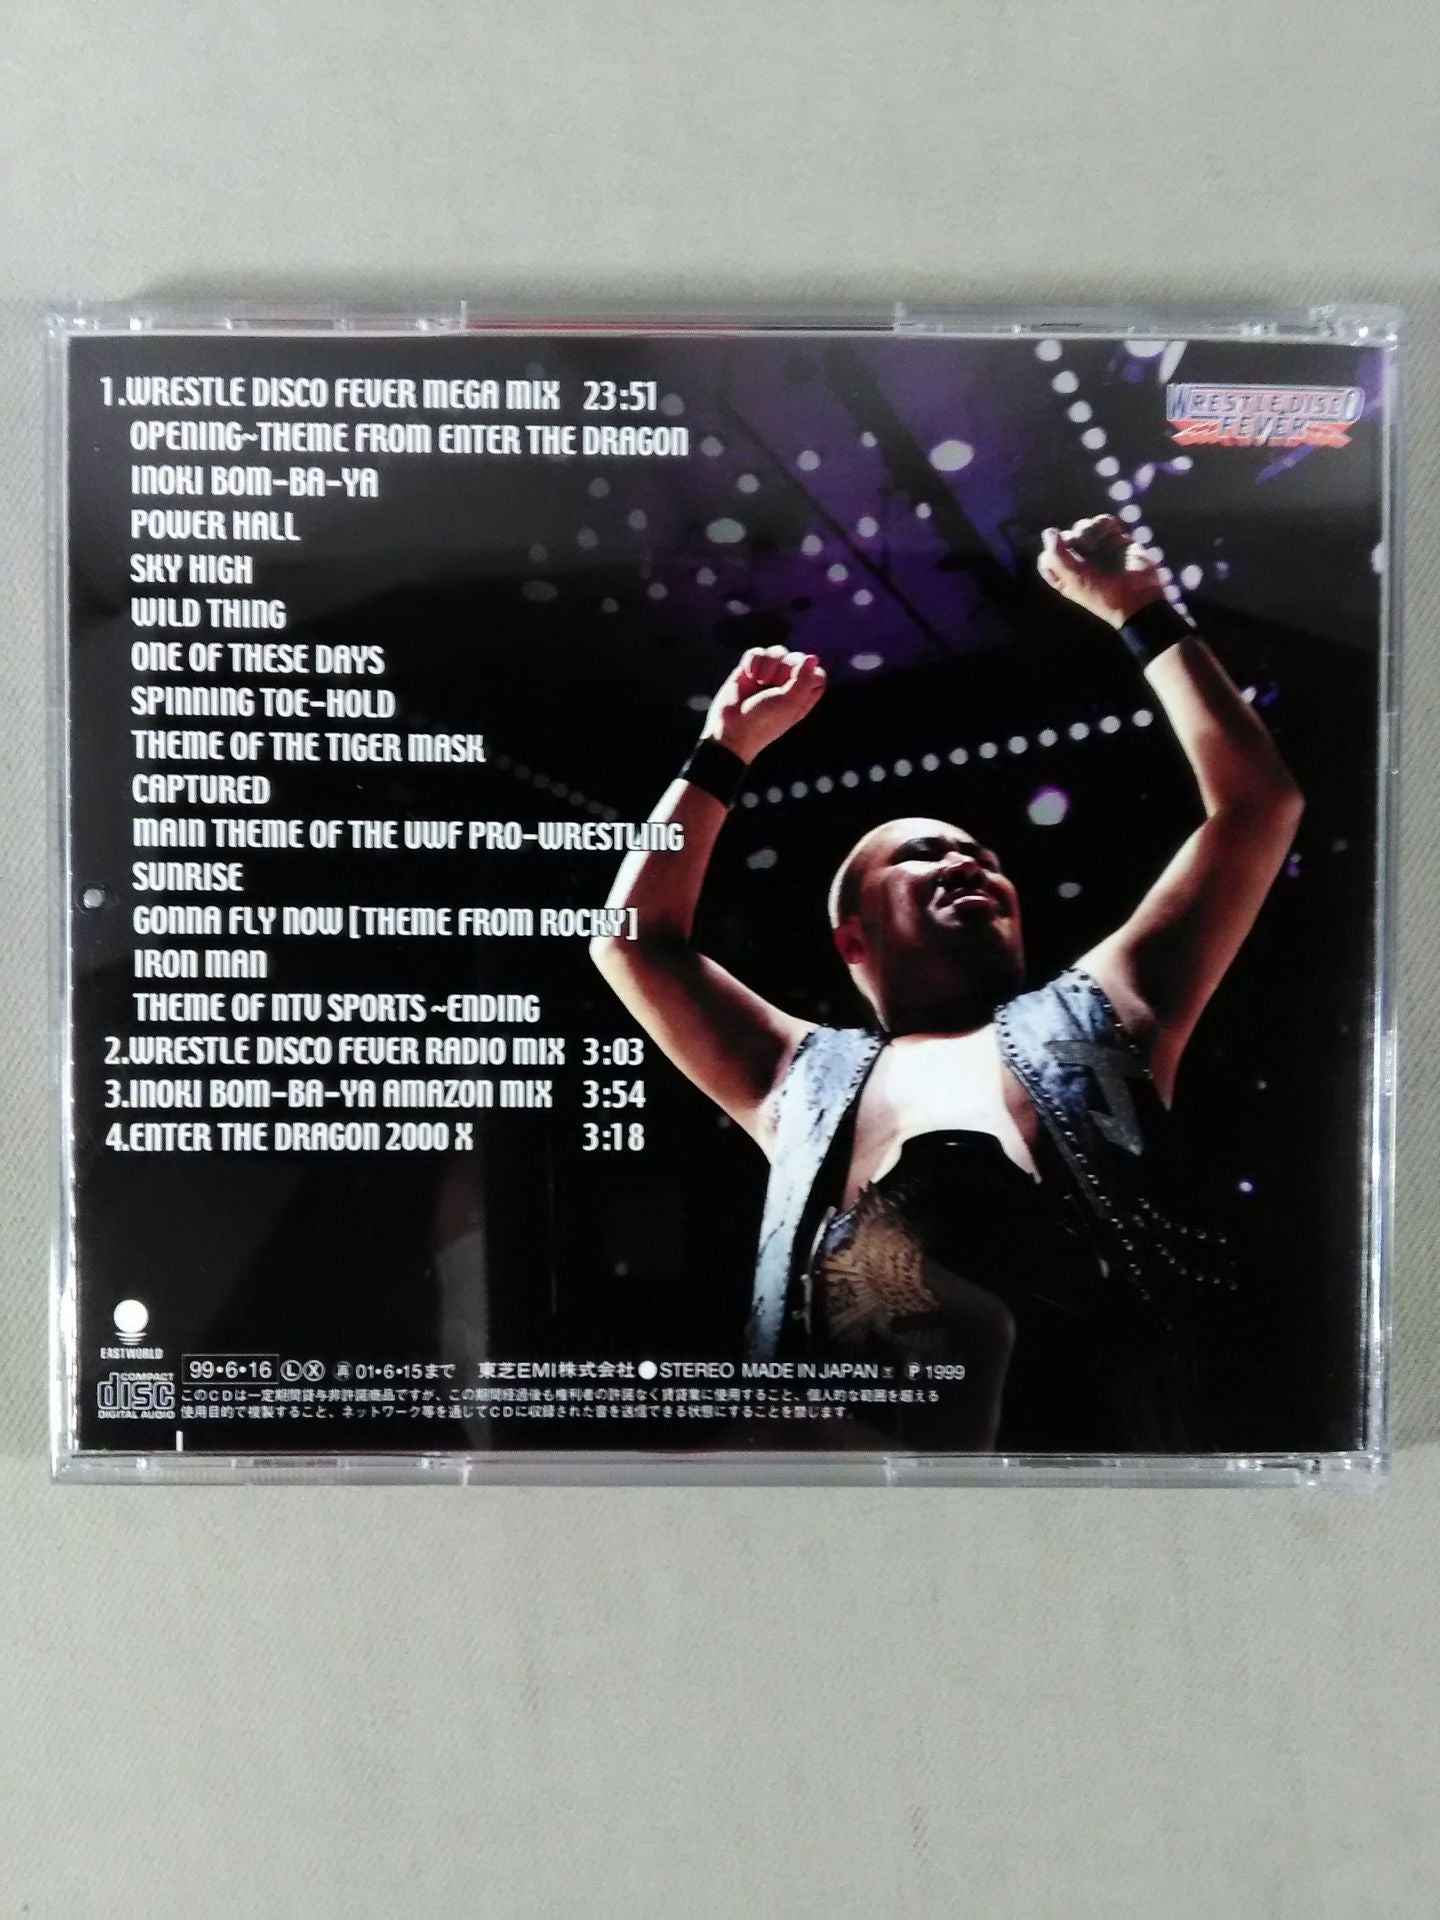 1.WRESTLE DISCO FEVER MEGA MIX 23:51
OPENING~THEME FROM ENTER THE DRAGON
INOKI BOM-BA-YA
POWER HALL
SKY HIGH
WILD THING
ONE OF THESE DAYS
SPINNING TOE-HOLD
THEME OF THE TIGER MASK
CAPTURED
MAIN THEME OF THE UWF PRO-WRESTLING
SUNRISE
GONNA FLY NOW [THEME FROM ROCKY]
IRON MAN
THEME OF NTV SPORTS ~ENDING
2.WRESTLE DISCO FEVER RADIO MIX 3:03
3.INOKI BOM-BA-YA AMAZON MIX 3:54
4.ENTER THE DRAGON 2000 X 3:18
WRESTLE DISCO
FEVER
EASTWORLD
99・6・16 Ⓛ Ⓧ 再 01・6・15まで 東芝EMI株式会社●STEREO MADE IN JAPAN Ⓟ 1999
COMPACT
disc
DIGITAL AUDIO
このCDは一定期間貸与非許諾商品ですが、この期間経過後も権利者の許諾なく賃貸業に使用すること、個人的な範囲を超える
使用目的で複製すること、ネットワーク等を通じてCDに収録された音を送信できる状態にすることを禁じます。